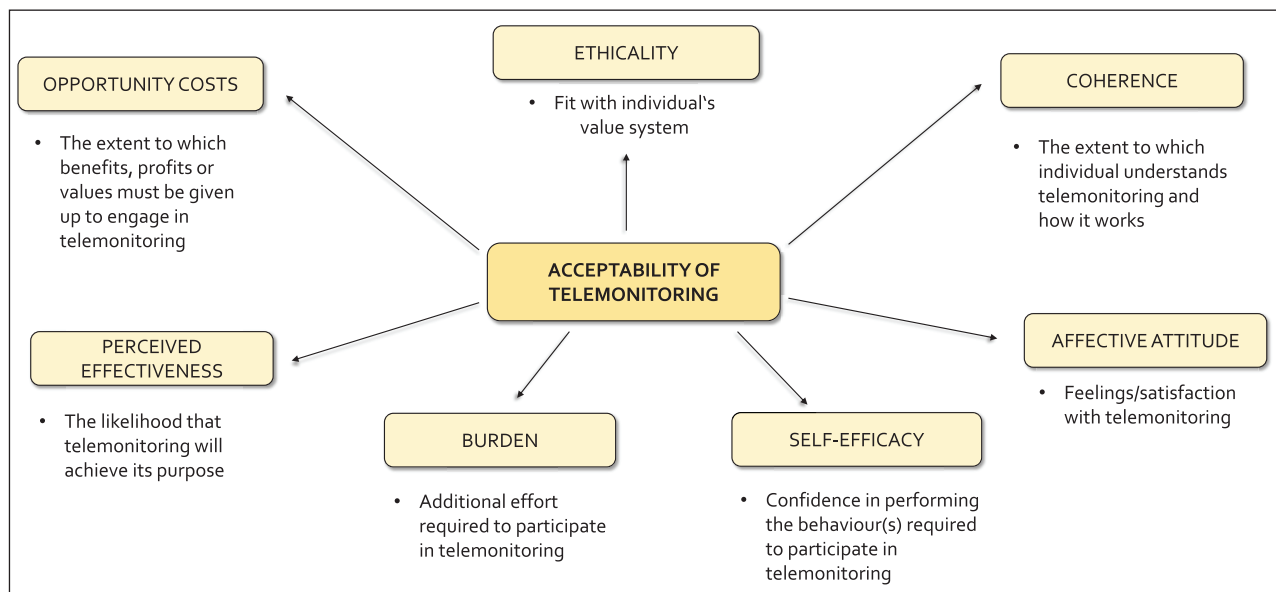 OPPORTUNITY COSTS
• The extent to which
benefits, profits or
values must be given
up to engage in
telemonitoring
ETHICALITY
• Fit with individual‘s
value system
COHERENCE
• The extent to which
individual understands
telemonitoring and
how it works
ACCEPTABILITY OF
TELEMONITORING
PERCEIVED
EFFECTIVENESS
• The likelihood that
telemonitoring will
achieve its purpose
BURDEN
• Additional effort
required to participate
in telemonitoring
SELF-EFFICACY
• Confidence in performing
the behaviour(s) required
to participate in
telemonitoring
AFFECTIVE ATTITUDE
• Feelings/satisfaction
with telemonitoring